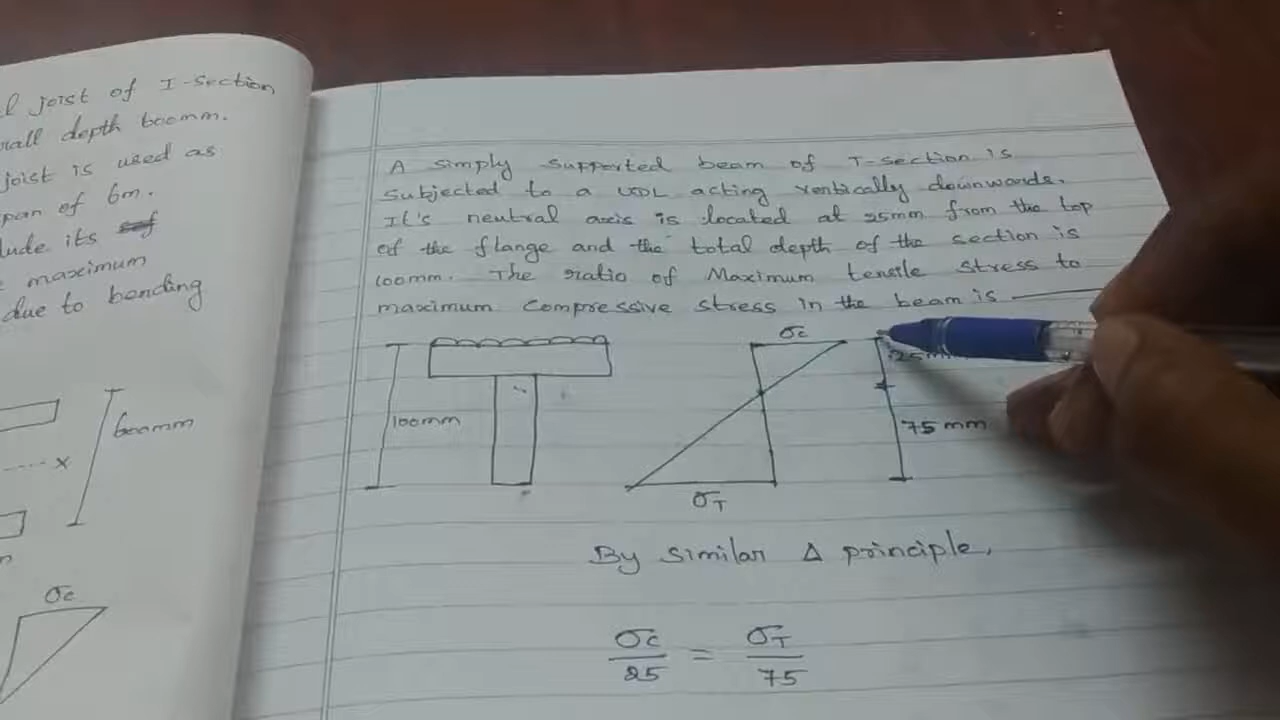 l joist of I-section
rall depth 600mm.
joist is used as
span of 6m.
lude its
maximum
due to bending
600mm
X
σc
A simply supported beam of T-section is
subjected to a UDL acting vertically downwards.
It's neutral axis is located at 25mm from the top
of the flange and the total depth of the section is
100mm. The ratio of Maximum tensile stress to
maximum compressive stress in the beam is
σc
100mm
75mm
σT
By similar Δ principle,
σc/25 = σT/75